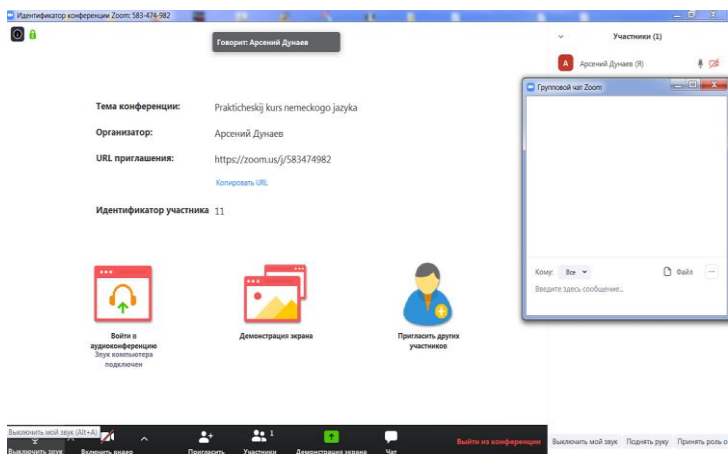 Идентификатор конференции Zoom: 583-474-982
Говорит: Арсений Дунаев
Участники (1)
А
Арсений Дунаев (Я)
Групповой чат Zoom
Тема конференции:
Prakticheskij kurs nemeckogo jazyka
Организатор:
Арсений Дунаев
URL приглашения:
https://zoom.us/j/583474982
Копировать URL
Идентификатор участника
11
Кому:
Все
Файл
Введите здесь сообщение...
Войти в
аудиоконференцию
Звук компьютера
подключен
Демонстрация экрана
Пригласить других
участников
Выключить мой звук (Alt+A)
1
Выключить звук
Включить видео
Пригласить
Участники
Демонстрация экрана
Чат
Выйти из конференции
Выключить мой звук
Поднять руку
Принять роль о